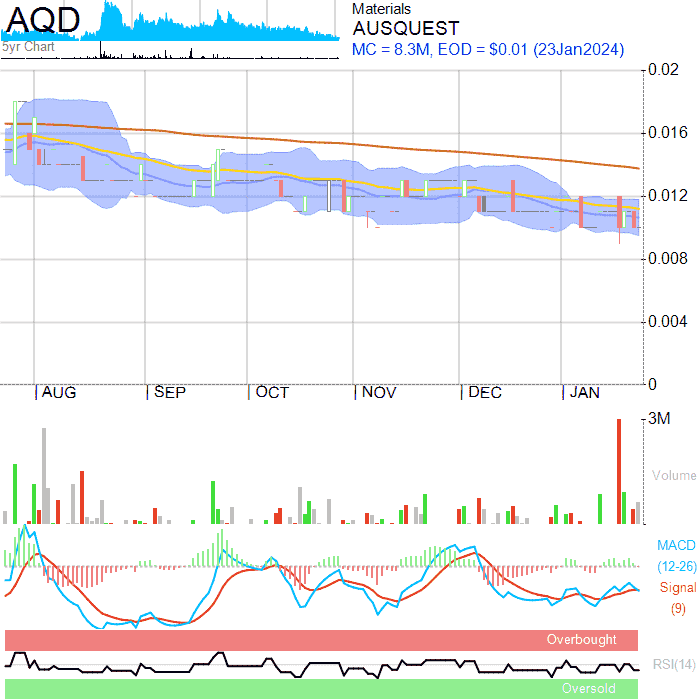 AQD
5yr Chart
Materials
AUSQUEST
MC = 8.3M, EOD = $0.01 (23Jan2024)
0.02
0.016
0.012
0.008
0.004
0
AUG SEP OCT NOV DEC JAN
3M
Volume
MACD
(12-26)
Signal
(9)
Overbought
RSI(14)
Oversold